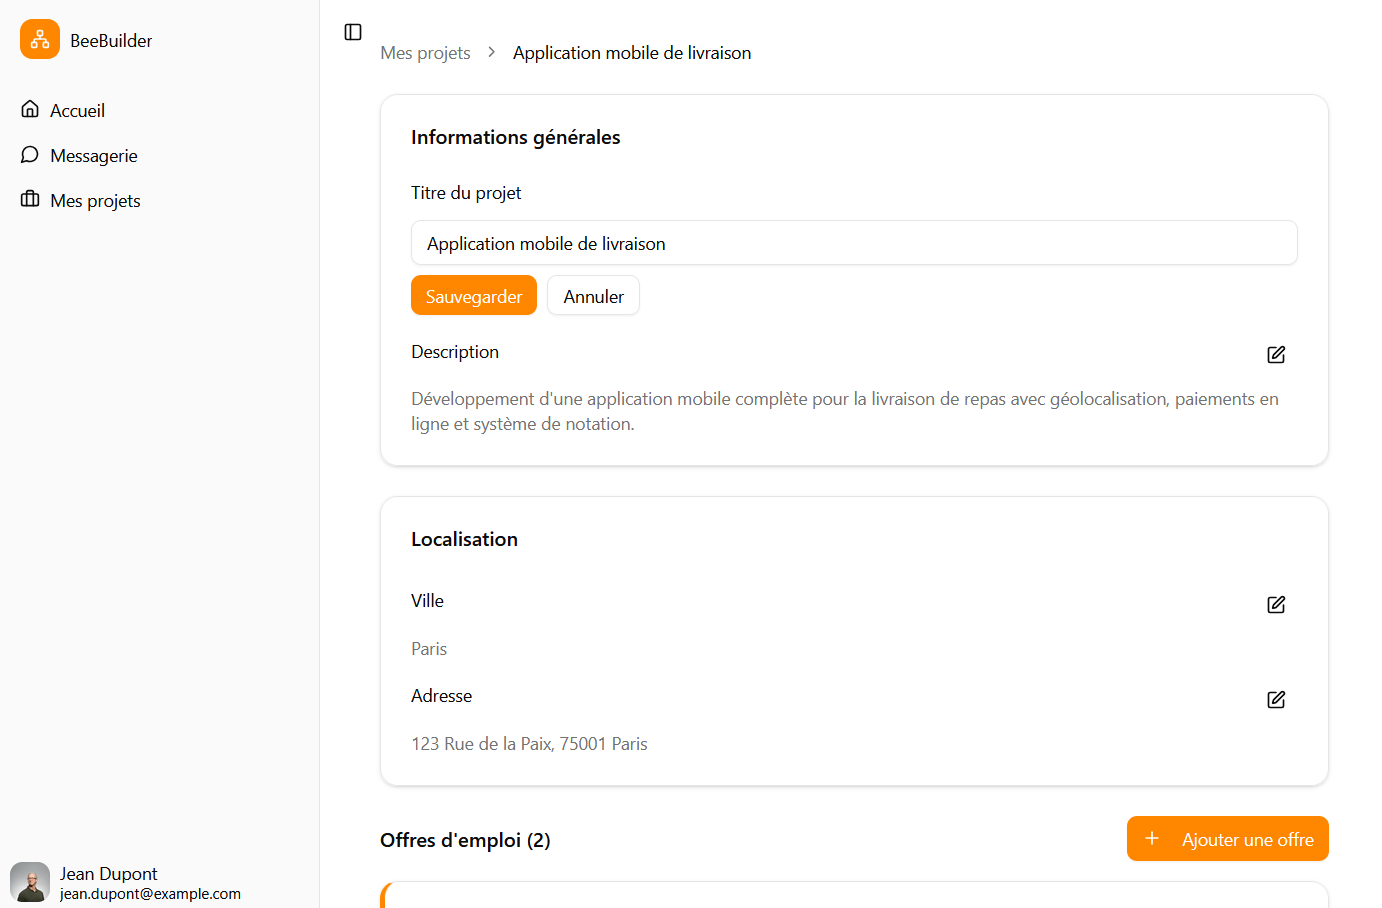 BeeBuilder
Accueil
Messagerie
Mes projets
Jean Dupont
jean.dupont@example.com
Mes projets > Application mobile de livraison
Informations générales
Titre du projet
Application mobile de livraison
Sauvegarder Annuler
Description
Développement d'une application mobile complète pour la livraison de repas avec géolocalisation, paiements en
ligne et système de notation.
Localisation
Ville
Paris
Adresse
123 Rue de la Paix, 75001 Paris
Offres d'emploi (2)
+ Ajouter une offre